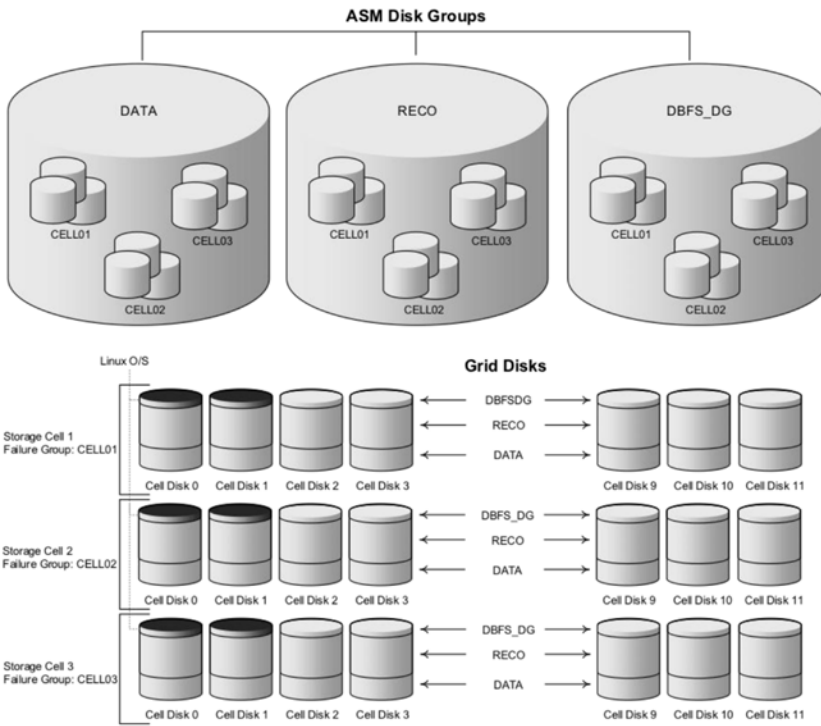 ASM Disk Groups
DATA
RECO
DBFS_DG
CELL01
CELL03
CELL02
CELL01
CELL03
CELL02
CELL01
CELL03
CELL02
Linux O/S
Grid Disks
Storage Cell 1
Failure Group: CELL01
DBFSDG
RECO
DATA
Cell Disk 0 Cell Disk 1 Cell Disk 2 Cell Disk 3 Cell Disk 9 Cell Disk 10 Cell Disk 11
Storage Cell 2
Failure Group: CELL02
DBFS_DG
RECO
DATA
Cell Disk 0 Cell Disk 1 Cell Disk 2 Cell Disk 3 Cell Disk 9 Cell Disk 10 Cell Disk 11
Storage Cell 3
Failure Group: CELL03
DBFS_DG
RECO
DATA
Cell Disk 0 Cell Disk 1 Cell Disk 2 Cell Disk 3 Cell Disk 9 Cell Disk 10 Cell Disk 11